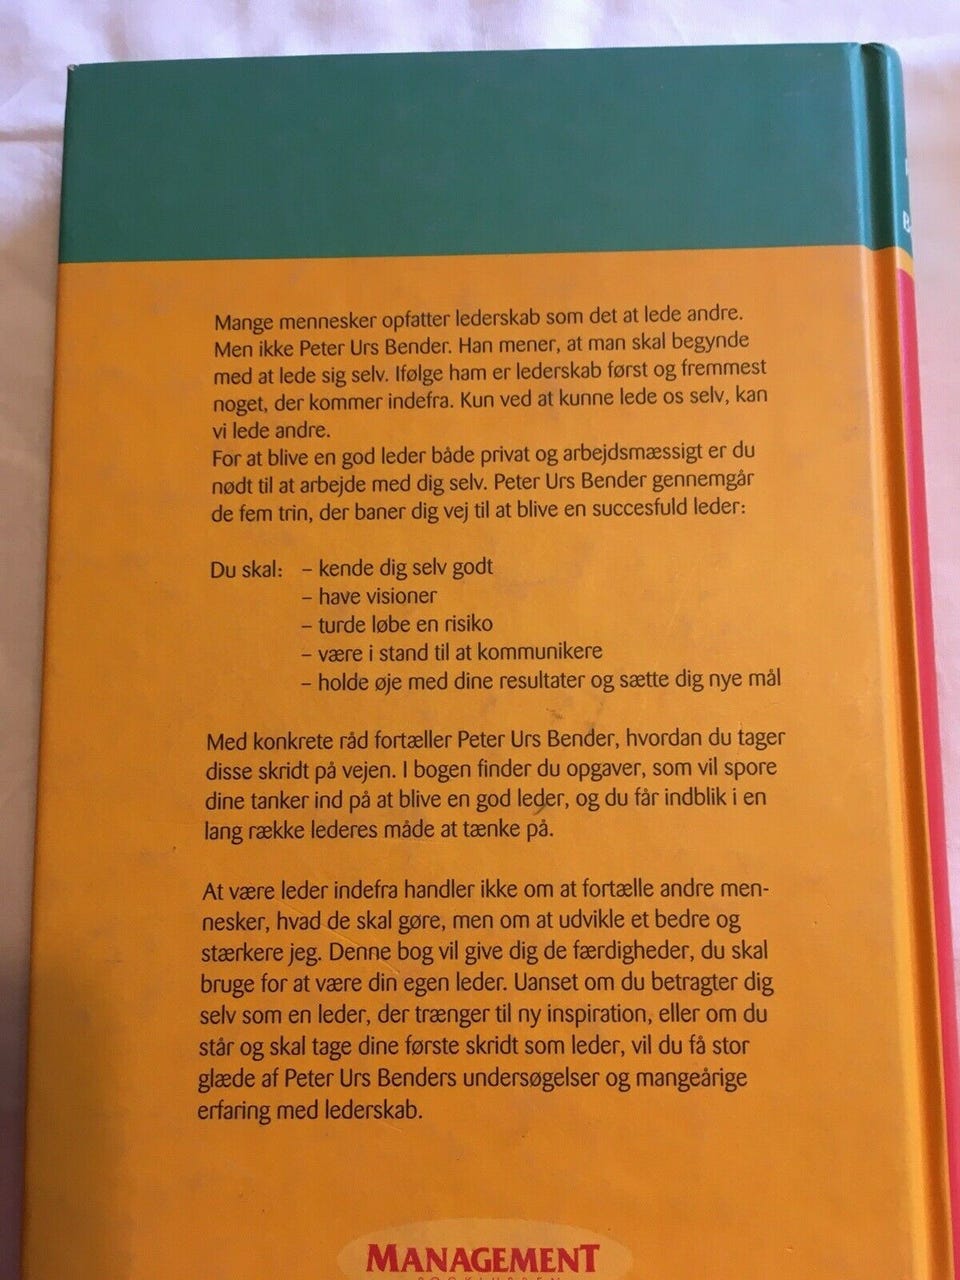 Mange mennesker opfatter lederskab som det at lede andre.
Men ikke Peter Urs Bender. Han mener, at man skal begynde
med at lede sig selv. Ifølge ham er lederskab først og fremmest
noget, der kommer indefra. Kun ved at kunne lede os selv, kan
vi lede andre.
For at blive en god leder både privat og arbejdsmæssigt er du
nødt til at arbejde med dig selv. Peter Urs Bender gennemgår
de fem trin, der baner dig vej til at blive en succesfuld leder:
Du skal: – kende dig selv godt
– have visioner
– turde løbe en risiko
– være i stand til at kommunikere
– holde øje med dine resultater og sætte dig nye mål
Med konkrete råd fortæller Peter Urs Bender, hvordan du tager
disse skridt på vejen. I bogen finder du opgaver, som vil spore
dine tanker ind på at blive en god leder, og du får indblik i en
lang række lederes måde at tænke på.
At være leder indefra handler ikke om at fortælle andre men-
nesker, hvad de skal gøre, men om at udvikle et bedre og
stærkere jeg. Denne bog vil give dig de færdigheder, du skal
bruge for at være din egen leder. Uanset om du betragter dig
selv som en leder, der trænger til ny inspiration, eller om du
står og skal tage dine første skridt som leder, vil du få stor
glæde af Peter Urs Benders undersøgelser og mangeårige
erfaring med lederskab.
MANAGEMENT